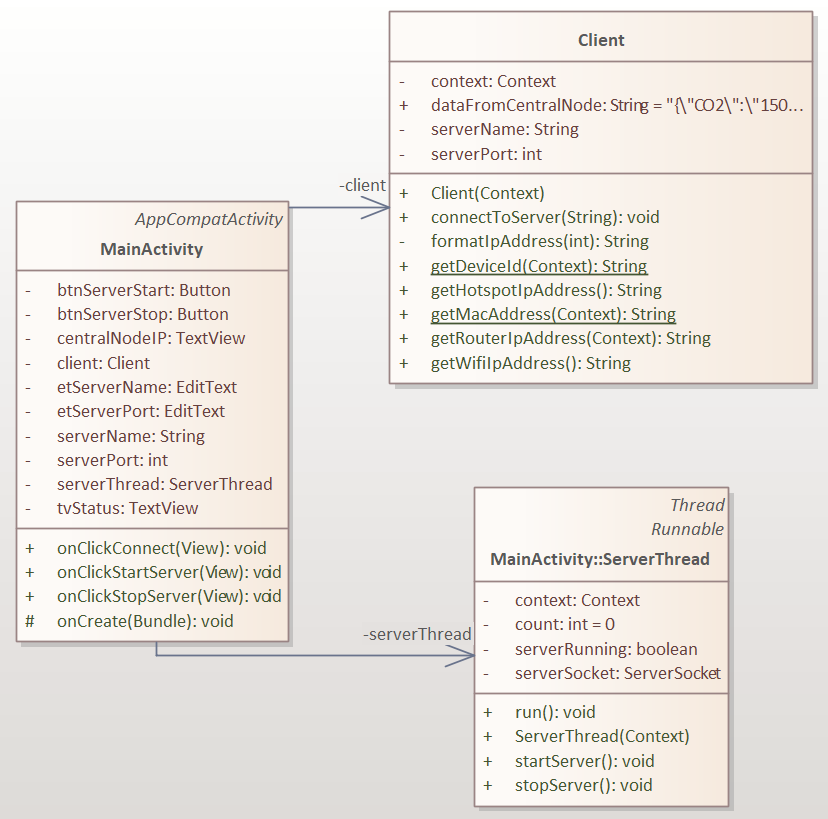 Client
- context: Context
+ dataFromCentralNode: String = "{\"CO2\":\"150...
- serverName: String
- serverPort: int
+ Client(Context)
+ connectToServer(String): void
- formatIpAddress(int): String
+ getDeviceId(Context): String
+ getHotspotIpAddress(): String
+ getMacAddress(Context): String
+ getRouterIpAddress(Context): String
+ getWifiIpAddress(): String
-client
AppCompatActivity
MainActivity
- btnServerStart: Button
- btnServerStop: Button
- centralNodeIP: TextView
- client: Client
- etServerName: EditText
- etServerPort: EditText
- serverName: String
- serverPort: int
- serverThread: ServerThread
- tvStatus: TextView
+ onClickConnect(View): void
+ onClickStartServer(View): void
+ onClickStopServer(View): void
# onCreate(Bundle): void
-serverThread
Thread
Runnable
MainActivity::ServerThread
- context: Context
- count: int = 0
- serverRunning: boolean
- serverSocket: ServerSocket
+ run(): void
+ ServerThread(Context)
+ startServer(): void
+ stopServer(): void